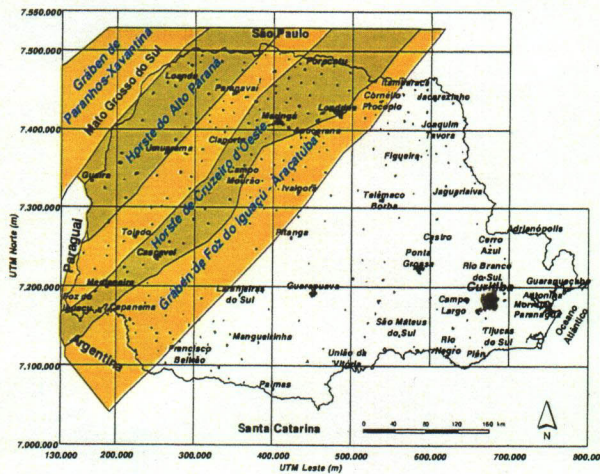 7.550.000
7.500.000
7.400.000
7.300.000
7.200.000
7.100.000
7.000.000
UTM Norte (m)
São Paulo
Gráben de
Paranhos-Xavantina
Mato Grosso do Sul
Horste do Alto Paraná
Horste de Cruzeiro d'Oeste
Gráben de Foz do Iguaçú - Araçatuba
Loanda
Paranavaí
Porecatu
Itambaracá
Jacarezinho
Cornélio
Procópio
Londrina
Maringá
Apucarana
Joaquim
Távora
Umuarama
Cianorte
Figueira
Guaíra
Campo
Mourão
Ivaiporã
Jaguariaíva
Telêmaco
Borba
Toledo
Cascavel
Pitanga
Castro
Cerro
Azul
Adrianópolis
Ponta
Grossa
Rio Branco
do Sul
Paraguai
Foz do
Iguaçu
Capanema
Laranjeiras
do Sul
Guarapuava
Curitiba
Campo
Largo
Guaraqueçaba
Antonina
Paranaguá
Oceano
Atlântico
Argentina
Mangueirinha
São Mateus
do Sul
Tijucas
do Sul
Francisco
Beltrão
União da
Vitória
Rio
Negro
Piên
Palmas
Santa Catarina
0 40 80 120 160 km
N
130.000 200.000 300.000 400.000 500.000 600.000 700.000 800.000
UTM Leste (m)